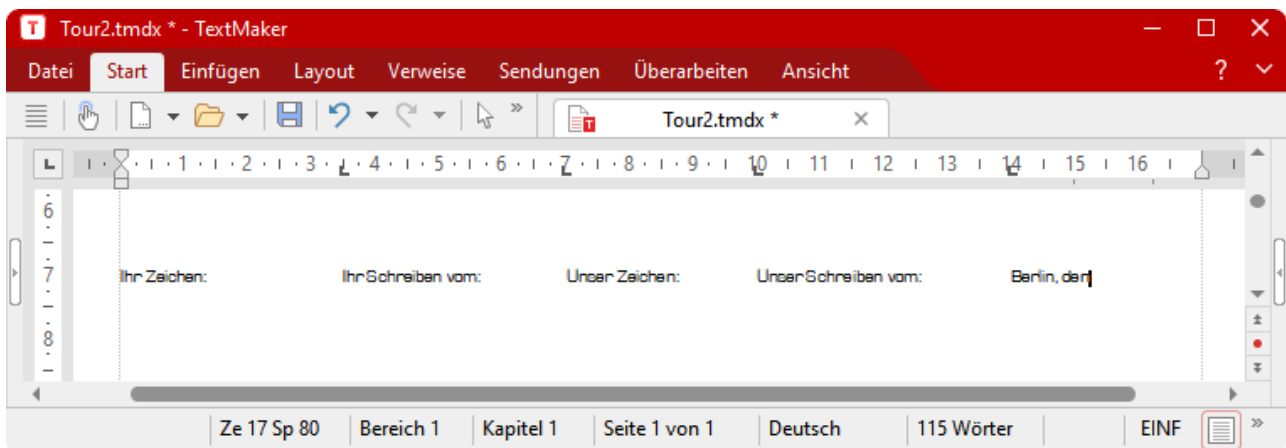 Tour2.tmdx * - TextMaker
Datei Start Einfügen Layout Verweise Sendungen Überarbeiten Ansicht ?
Tour2.tmdx *
1 2 3 4 5 6 7 8 9 10 11 12 13 14 15 16
6
7
Ihr Zeichen: Ihr Schreiben vom: Unser Zeichen: Unser Schreiben vom: Berlin, den
8
Ze 17 Sp 80 Bereich 1 Kapitel 1 Seite 1 von 1 Deutsch 115 Wörter EINF